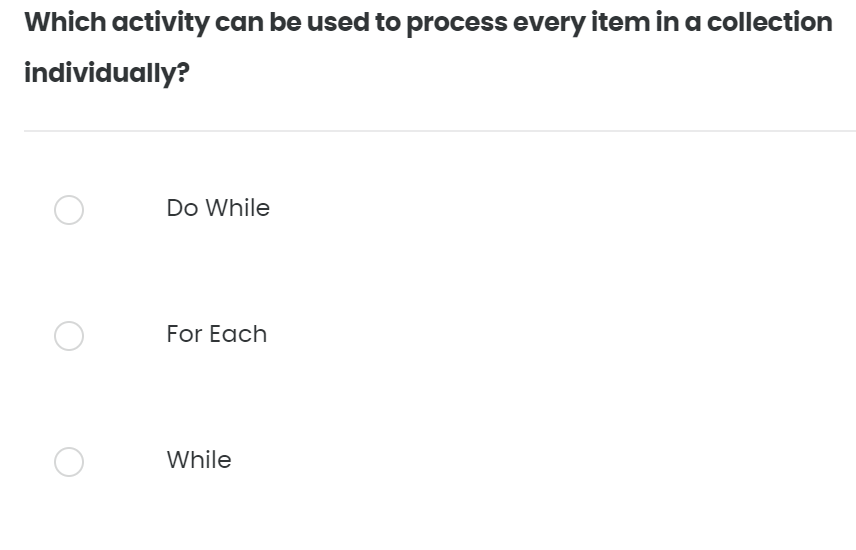 Which activity can be used to process every item in a collection
individually?
Do While
For Each
While